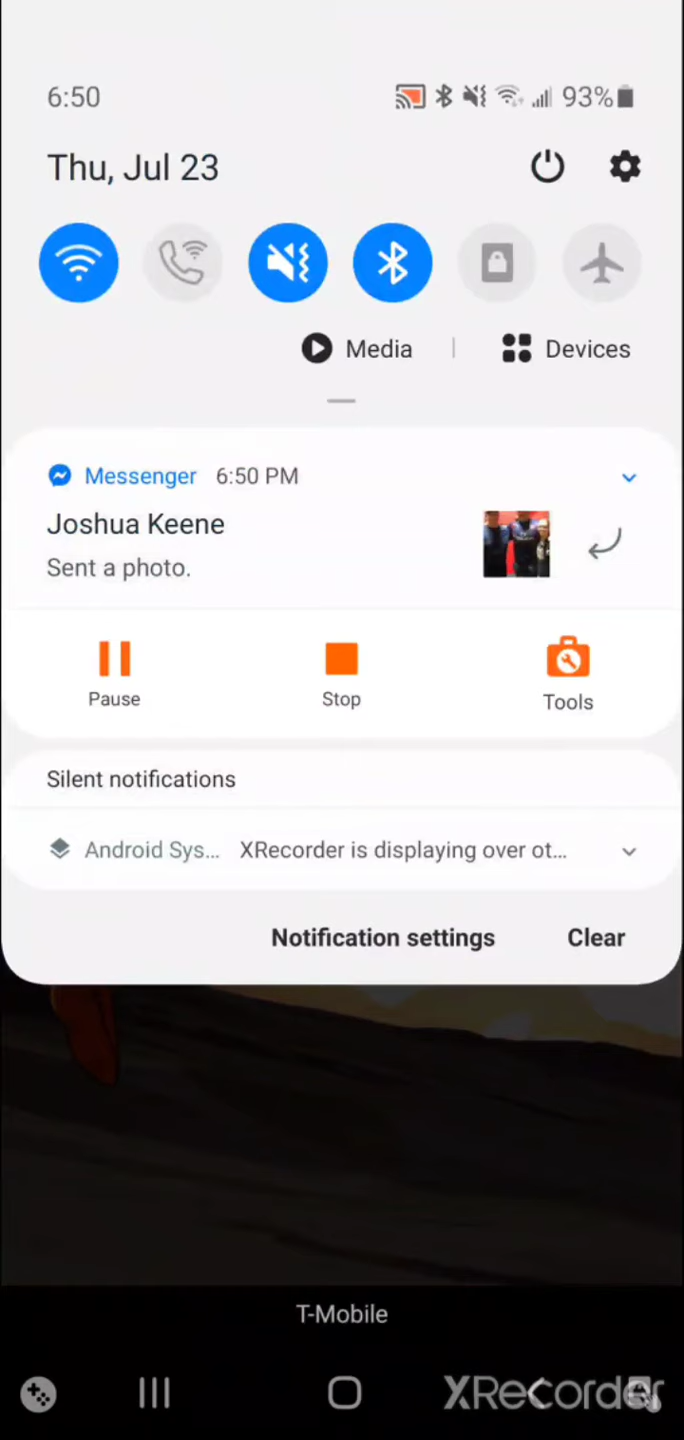 6:50 93%
Thu, Jul 23
Media | Devices
Messenger 6:50 PM
Joshua Keene
Sent a photo.
Pause Stop Tools
Silent notifications
Android Sys... XRecorder is displaying over ot...
Notification settings Clear
T-Mobile
XRecorder